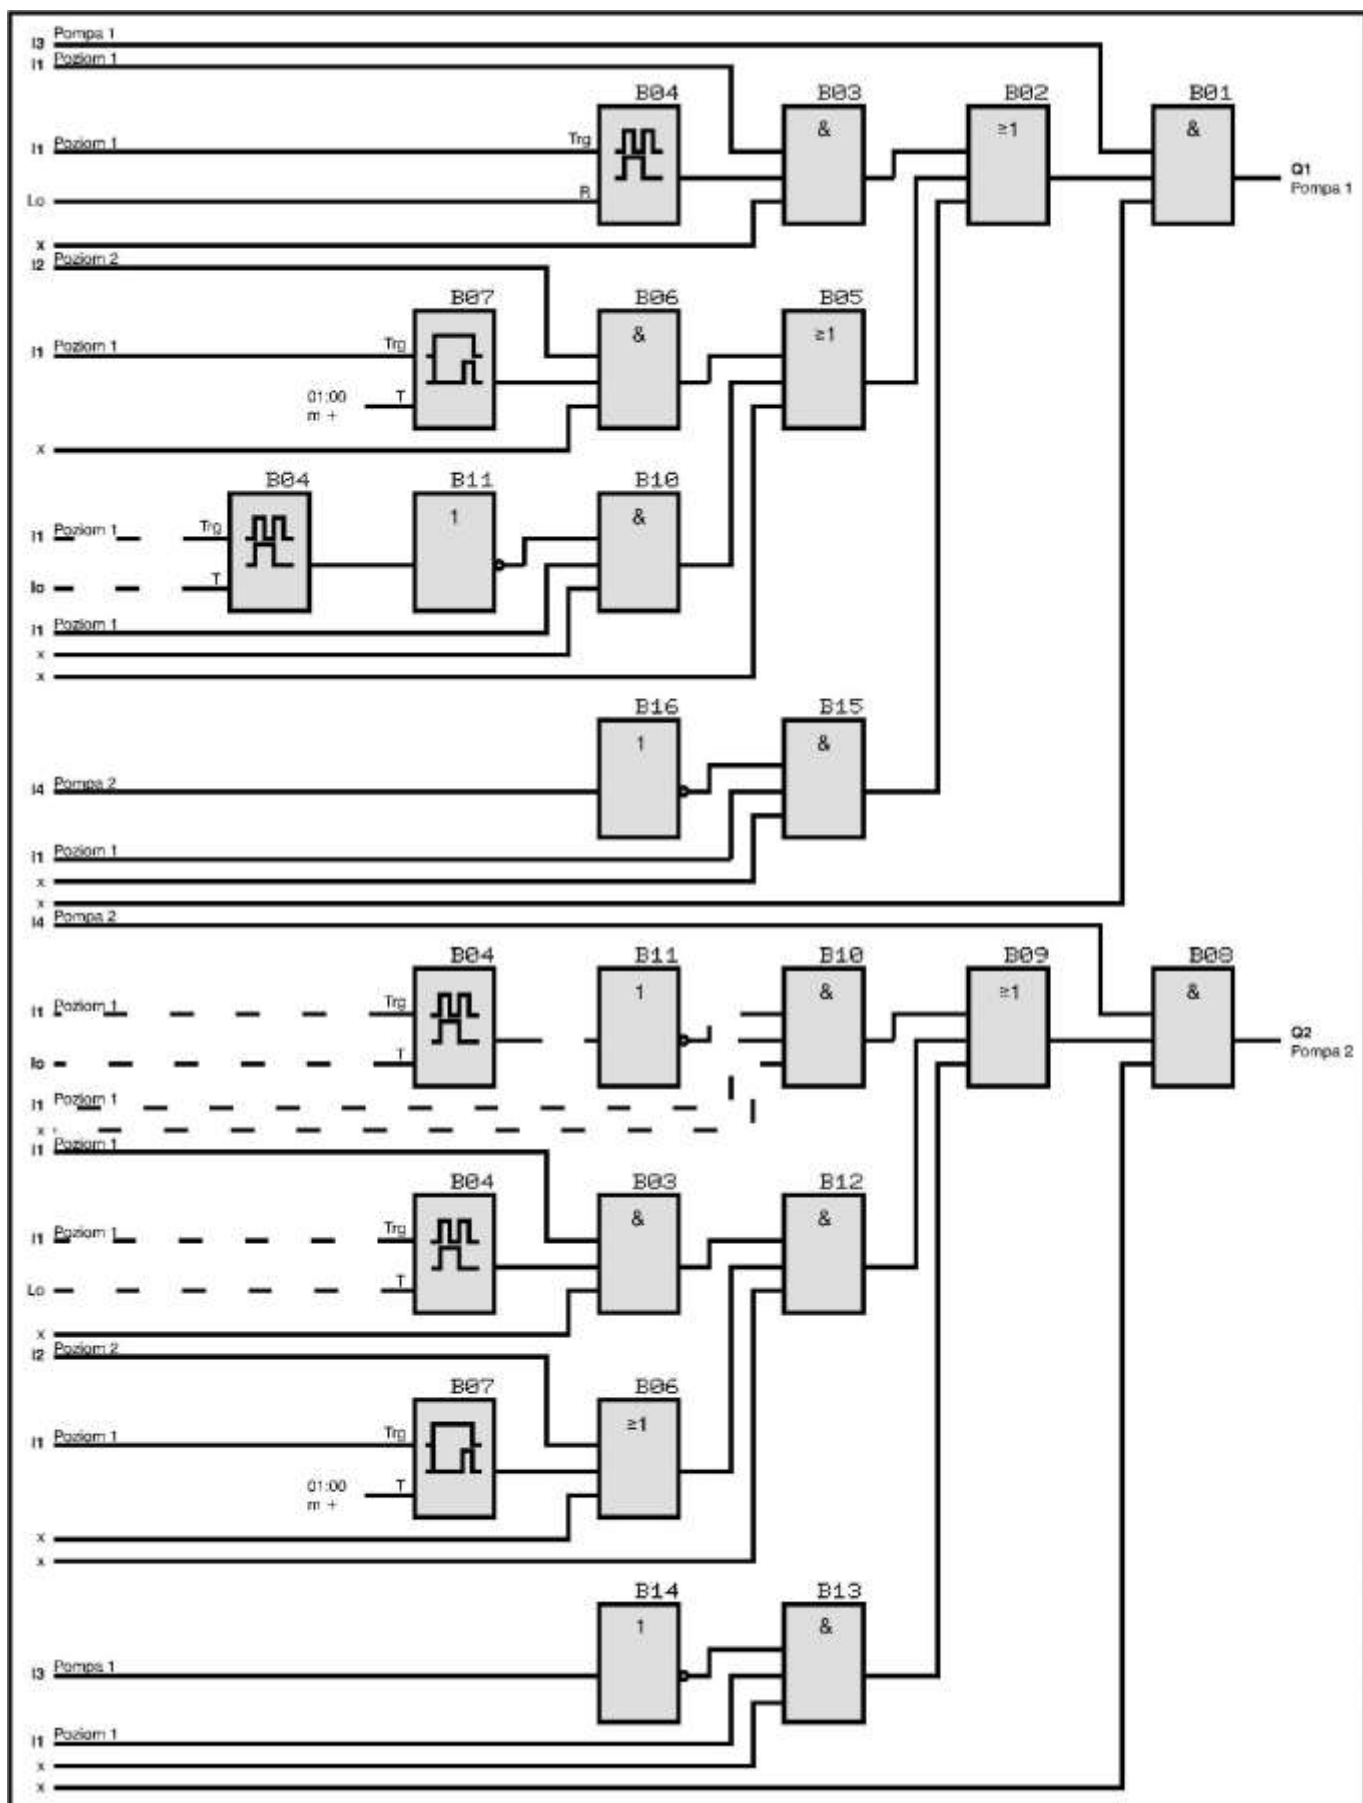 I3 Pompa 1
I1 Poziom 1
B04 B03 B02 B01
& ≥1 &
I1 Poziom 1 Trg
Q1
Pompa 1
Lo R
x
I2 Poziom 2
B07 B06 B05
& ≥1
I1 Poziom 1 Trg
01:00 T
m +
x
B04 B11 B10
1 &
I1 Poziom 1 Trg
lo T
I1 Poziom 1
x
x
B16 B15
1 &
I4 Pompa 2
I1 Poziom 1
x
x
I4 Pompa 2
B04 B11 B10 B09 B08
1 & ≥1 &
I1 Poziom 1 Trg
Q2
Pompa 2
lo T
I1 Poziom 1
x
I1 Poziom 1
B04 B03 B12
& &
I1 Poziom 1 Trg
Lo T
x
I2 Poziom 2
B07 B06
≥1
I1 Poziom 1 Trg
01:00 T
m +
x
x
B14 B13
1 &
I3 Pompa 1
I1 Poziom 1
x
x